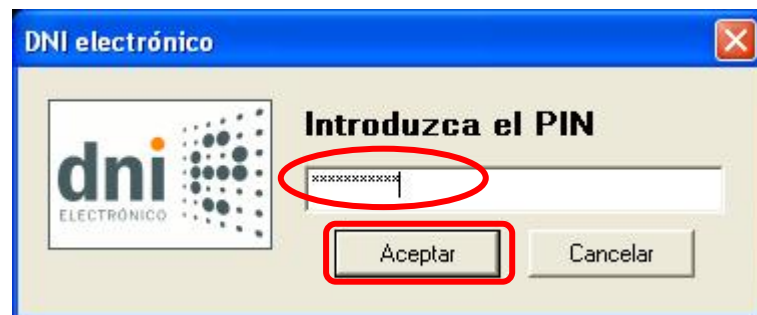 DNI electrónico
Introduzca el PIN
dni
ELECTRÓNICO
***********
Aceptar
Cancelar